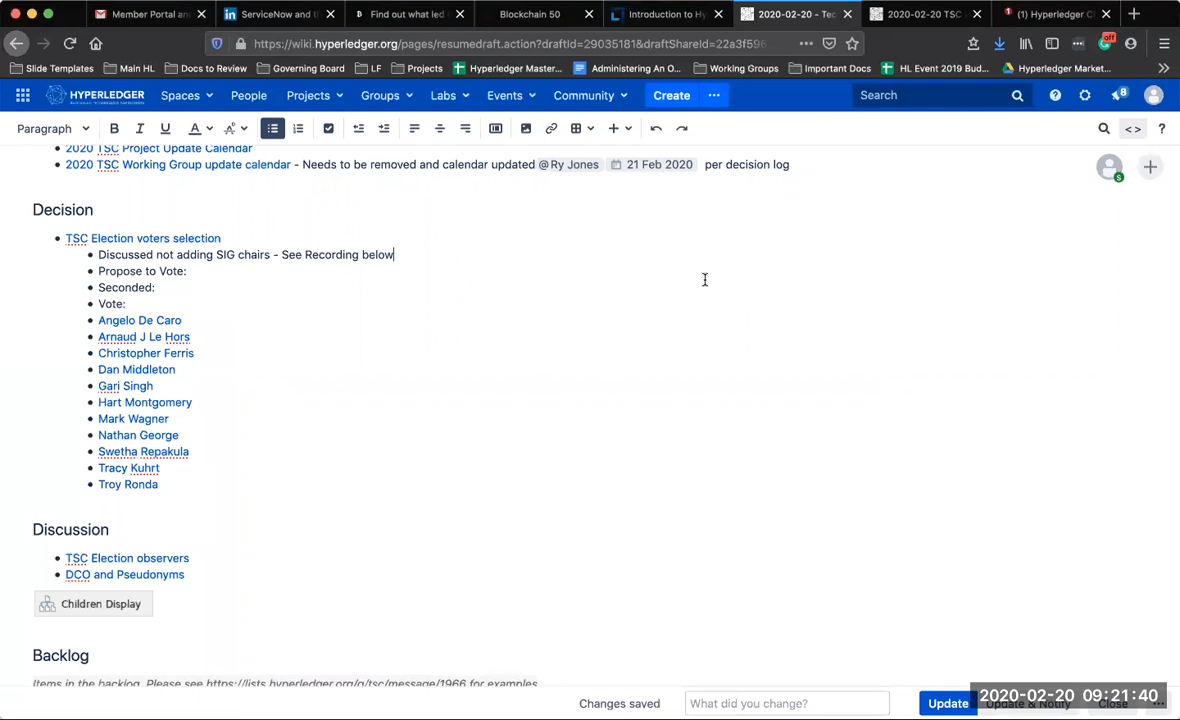 Member Portal an
ServiceNow and t
Find out what led
Blockchain 50
Introduction to Hy
2020-02-20 - Tec
2020-02-20 TSC
(1) Hyperledger C
https://wiki.hyperledger.org/pages/resumedraft.action?draftId=29035181&draftShareId=22a3f596
off
Slide Templates
Main HL
Docs to Review
Governing Board
LF
Projects
Hyperledger Master...
Administering An O...
Working Groups
Important Docs
HL Event 2019 Bud...
Hyperledger Market...
HYPERLEDGER
Spaces
People
Projects
Groups
Labs
Events
Community
Create
Search
8
Paragraph
B I U A
2020 TSC Project Update Calendar
2020 TSC Working Group update calendar - Needs to be removed and calendar updated @Ry Jones 21 Feb 2020 per decision log
S
Decision
TSC Election voters selection
Discussed not adding SIG chairs - See Recording below
Propose to Vote:
Seconded:
Vote:
Angelo De Caro
Arnaud J Le Hors
Christopher Ferris
Dan Middleton
Gari Singh
Hart Montgomery
Mark Wagner
Nathan George
Swetha Repakula
Tracy Kuhrt
Troy Ronda
Discussion
TSC Election observers
DCO and Pseudonyms
Children Display
Backlog
Items in the backlog. Please see https://lists.hyperledger.org/g/tsc/message/1966 for examples
Changes saved
What did you change?
Update
Update & Notify
Close
2020-02-20 09:21:40